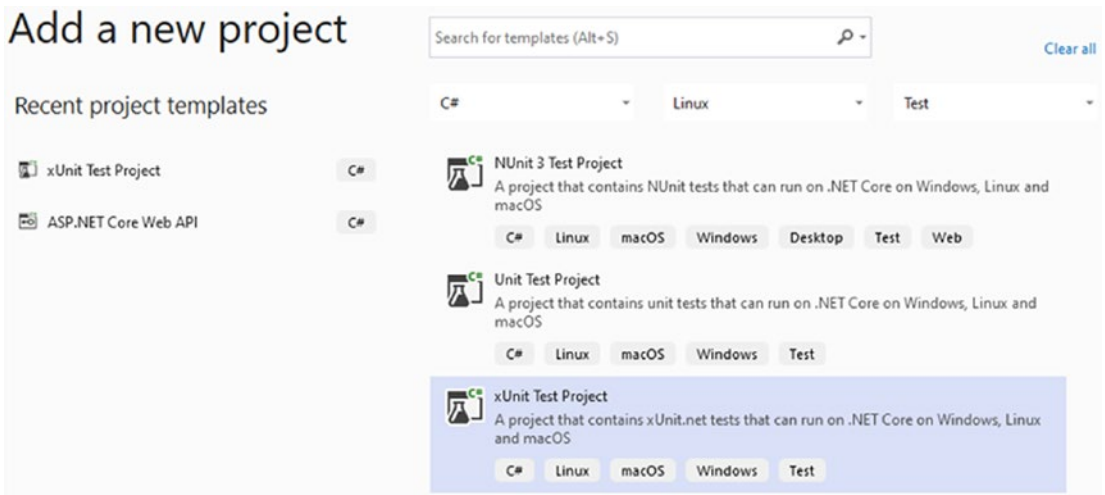 Add a new project
Search for templates (Alt+S)
Clear all
Recent project templates
C#
Linux
Test
xUnit Test Project
C#
ASP.NET Core Web API
C#
NUnit 3 Test Project
A project that contains NUnit tests that can run on .NET Core on Windows, Linux and
macOS
C# Linux macOS Windows Desktop Test Web
Unit Test Project
A project that contains unit tests that can run on .NET Core on Windows, Linux and
macOS
C# Linux macOS Windows Test
xUnit Test Project
A project that contains xUnit.net tests that can run on .NET Core on Windows, Linux
and macOS
C# Linux macOS Windows Test